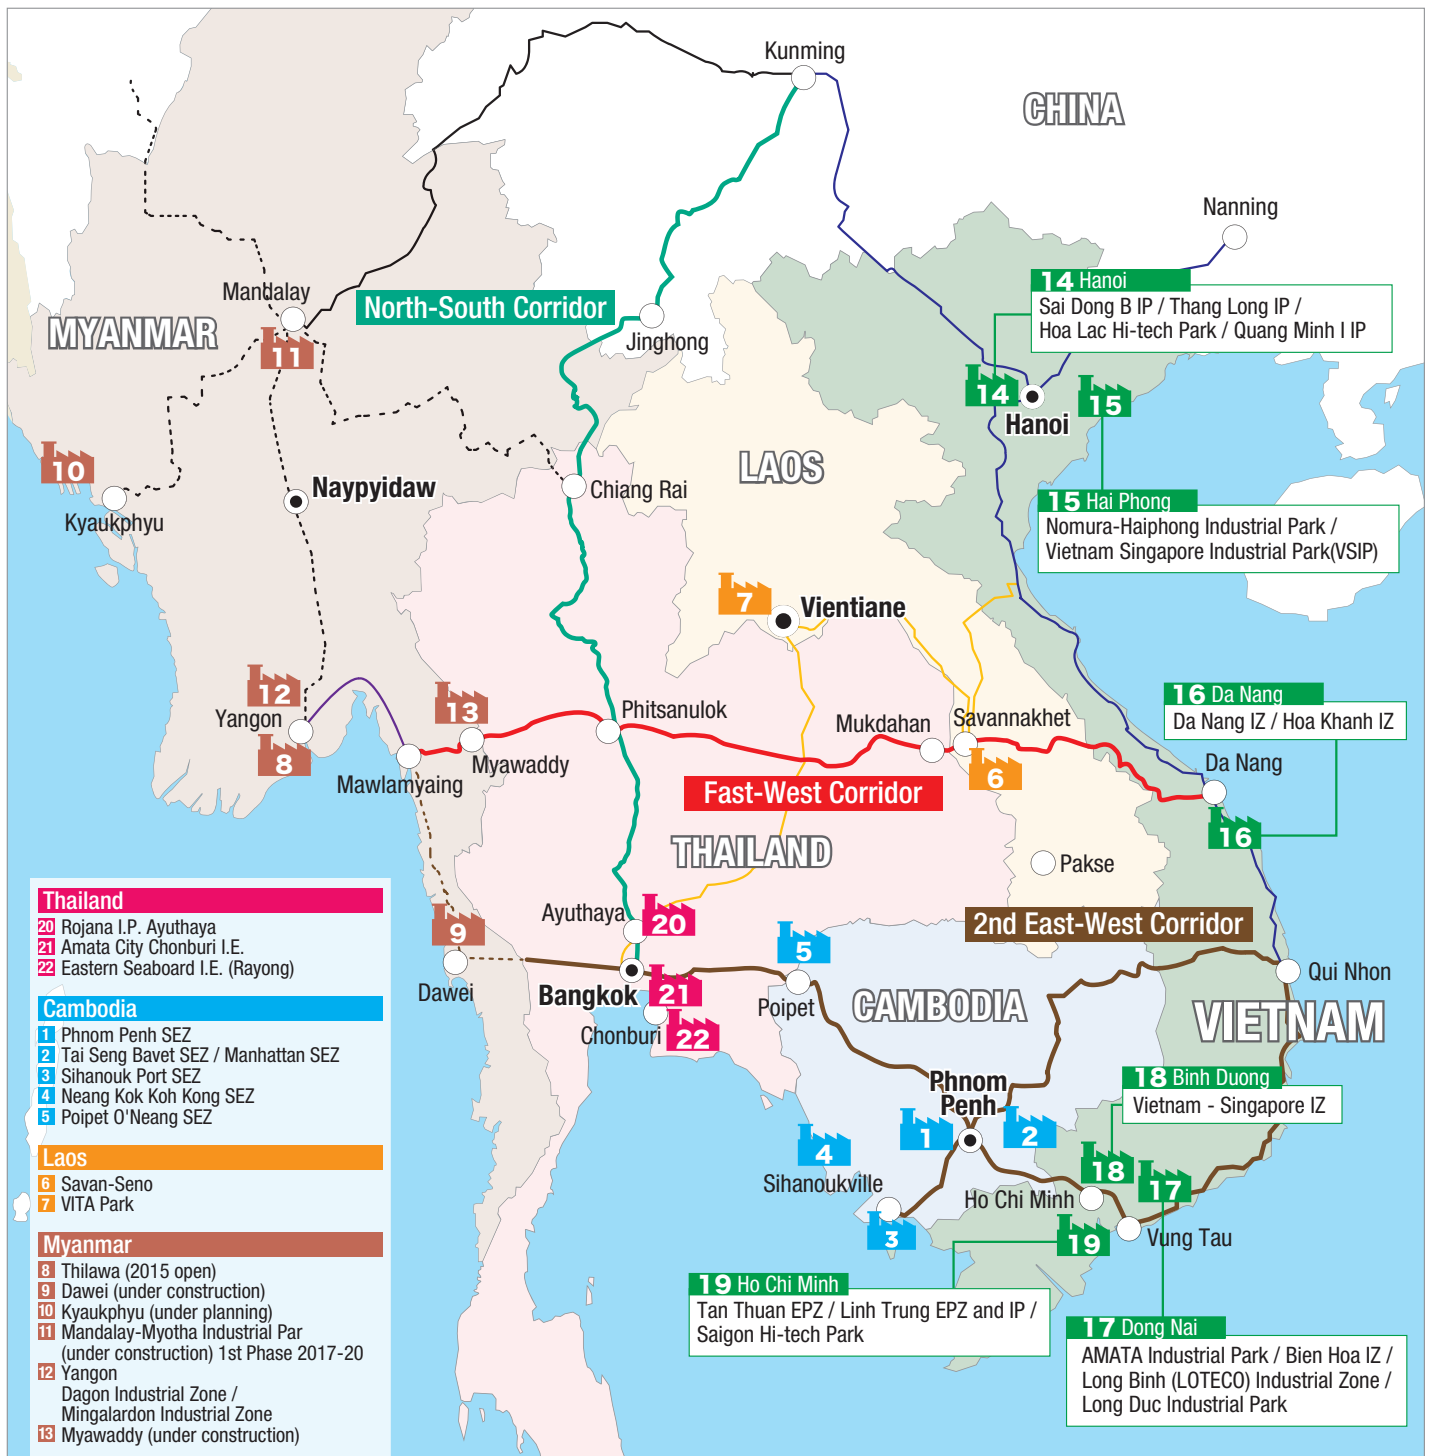 Kunming
CHINA
Nanning
14 Hanoi
Sai Dong B IP / Thang Long IP /
Hoa Lac Hi-tech Park / Quang Minh I IP
Mandalay
North-South Corridor
MYANMAR
Jinghong
11
14
15
Hanoi
10
LAOS
Naypyidaw
Chiang Rai
Kyaukphyu
15 Hai Phong
Nomura-Haiphong Industrial Park /
Vietnam Singapore Industrial Park(VSIP)
7
Vientiane
12
16 Da Nang
Da Nang IZ / Hoa Khanh IZ
13
Yangon
Phitsanulok
Mukdahan
Savannakhet
8
Mawlamyaing
Myawaddy
6
Da Nang
Fast-West Corridor
16
THAILAND
Pakse
Ayuthaya
20
9
5
2nd East-West Corridor
Dawei
Bangkok
21
Poipet
CAMBODIA
Qui Nhon
Chonburi
22
VIETNAM
Phnom
Penh
18 Binh Duong
Vietnam - Singapore IZ
1
2
4
18
17
Sihanoukville
Ho Chi Minh
3
19
Vung Tau
19 Ho Chi Minh
Tan Thuan EPZ / Linh Trung EPZ and IP /
Saigon Hi-tech Park
17 Dong Nai
AMATA Industrial Park / Bien Hoa IZ /
Long Binh (LOTECO) Industrial Zone /
Long Duc Industrial Park
Thailand
20 Rojana I.P. Ayuthaya
21 Amata City Chonburi I.E.
22 Eastern Seaboard I.E. (Rayong)
Cambodia
1 Phnom Penh SEZ
2 Tai Seng Bavet SEZ / Manhattan SEZ
3 Sihanouk Port SEZ
4 Neang Kok Koh Kong SEZ
5 Poipet O'Neang SEZ
Laos
6 Savan-Seno
7 VITA Park
Myanmar
8 Thilawa (2015 open)
9 Dawei (under construction)
10 Kyaukphyu (under planning)
11 Mandalay-Myotha Industrial Par
(under construction) 1st Phase 2017-20
12 Yangon
Dagon Industrial Zone /
Mingalardon Industrial Zone
13 Myawaddy (under construction)